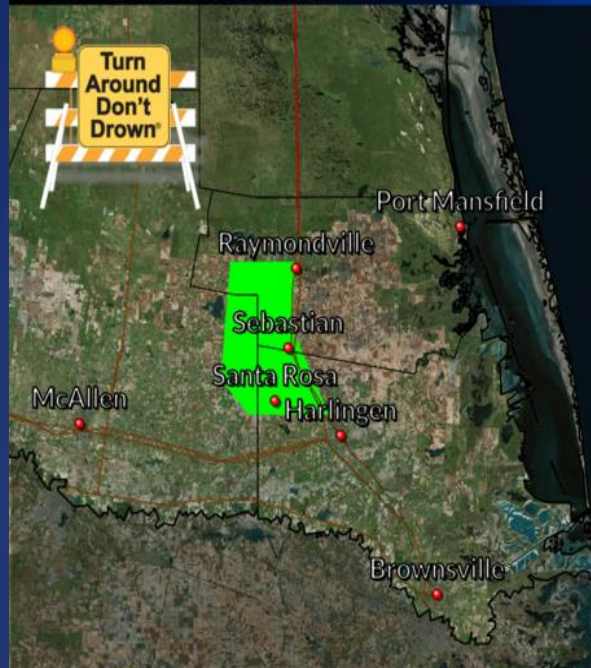 Turn
Around
Don't
Drown®
Port Mansfield
Raymondville
Sebastian
Santa Rosa
McAllen
Harlingen
Brownsville